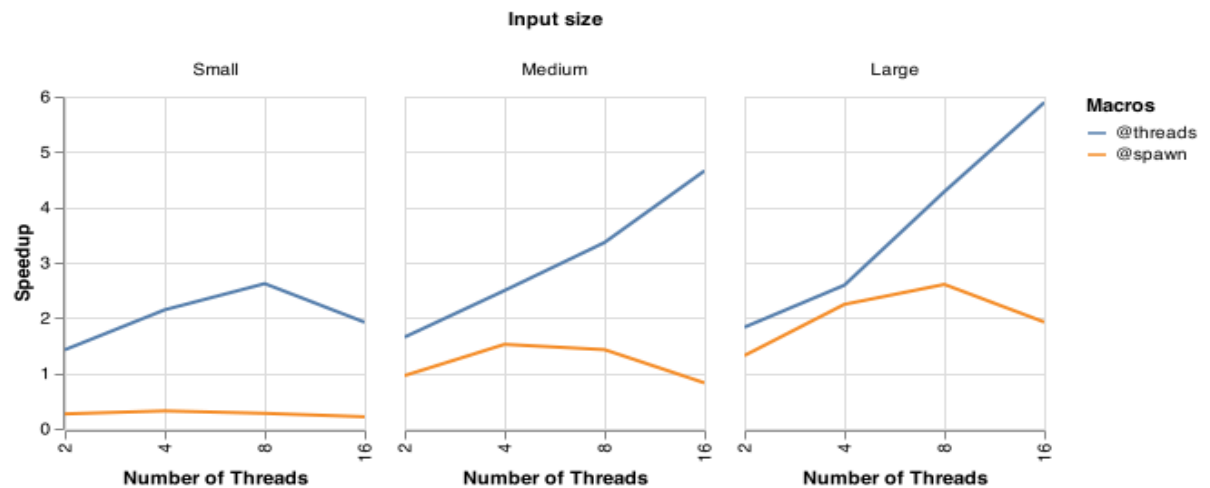 Input size
Small Medium Large
6
5
4
3
2
1
0
Speedup
2 4 8 16
2 4 8 16
2 4 8 16
Number of Threads Number of Threads Number of Threads
Macros
@threads
@spawn